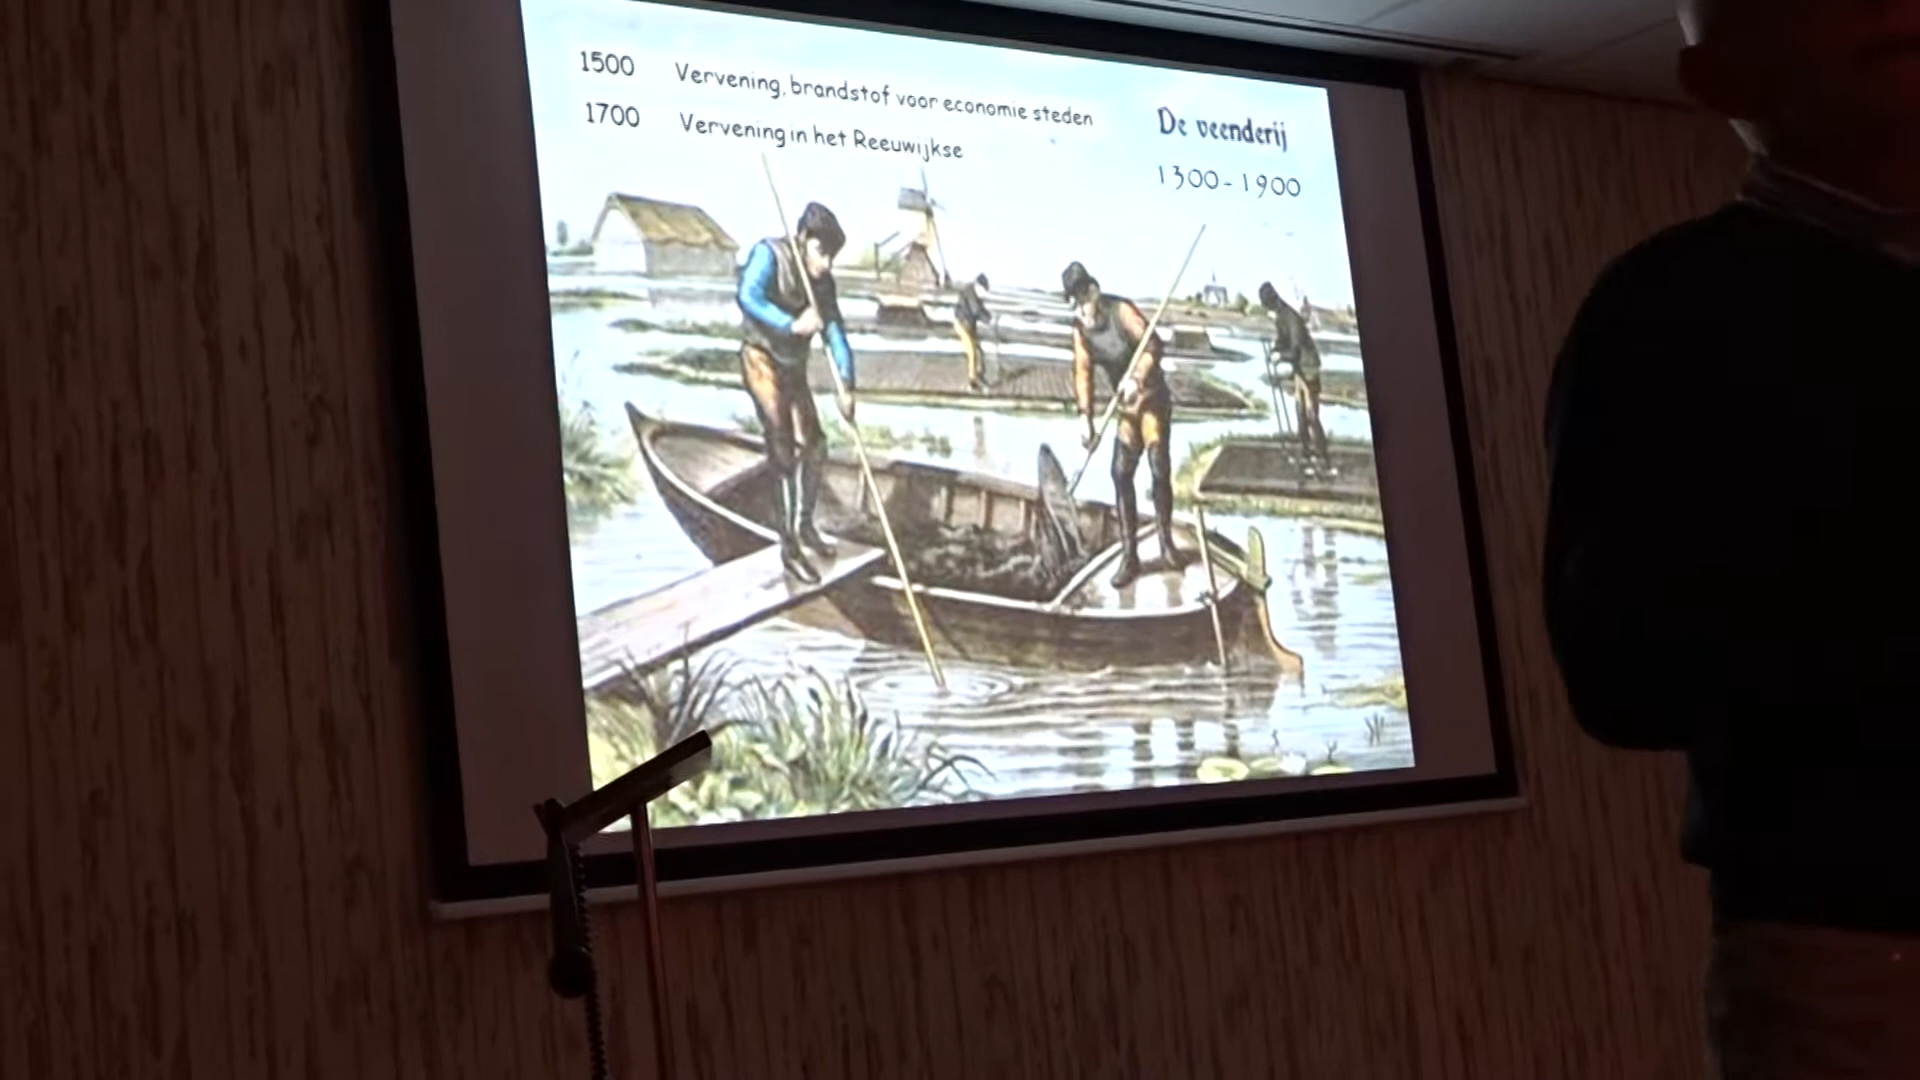 1500 Vervening, brandstof voor economie steden
1700 Vervening in het Reeuwijkse
De veenderij
1300-1900